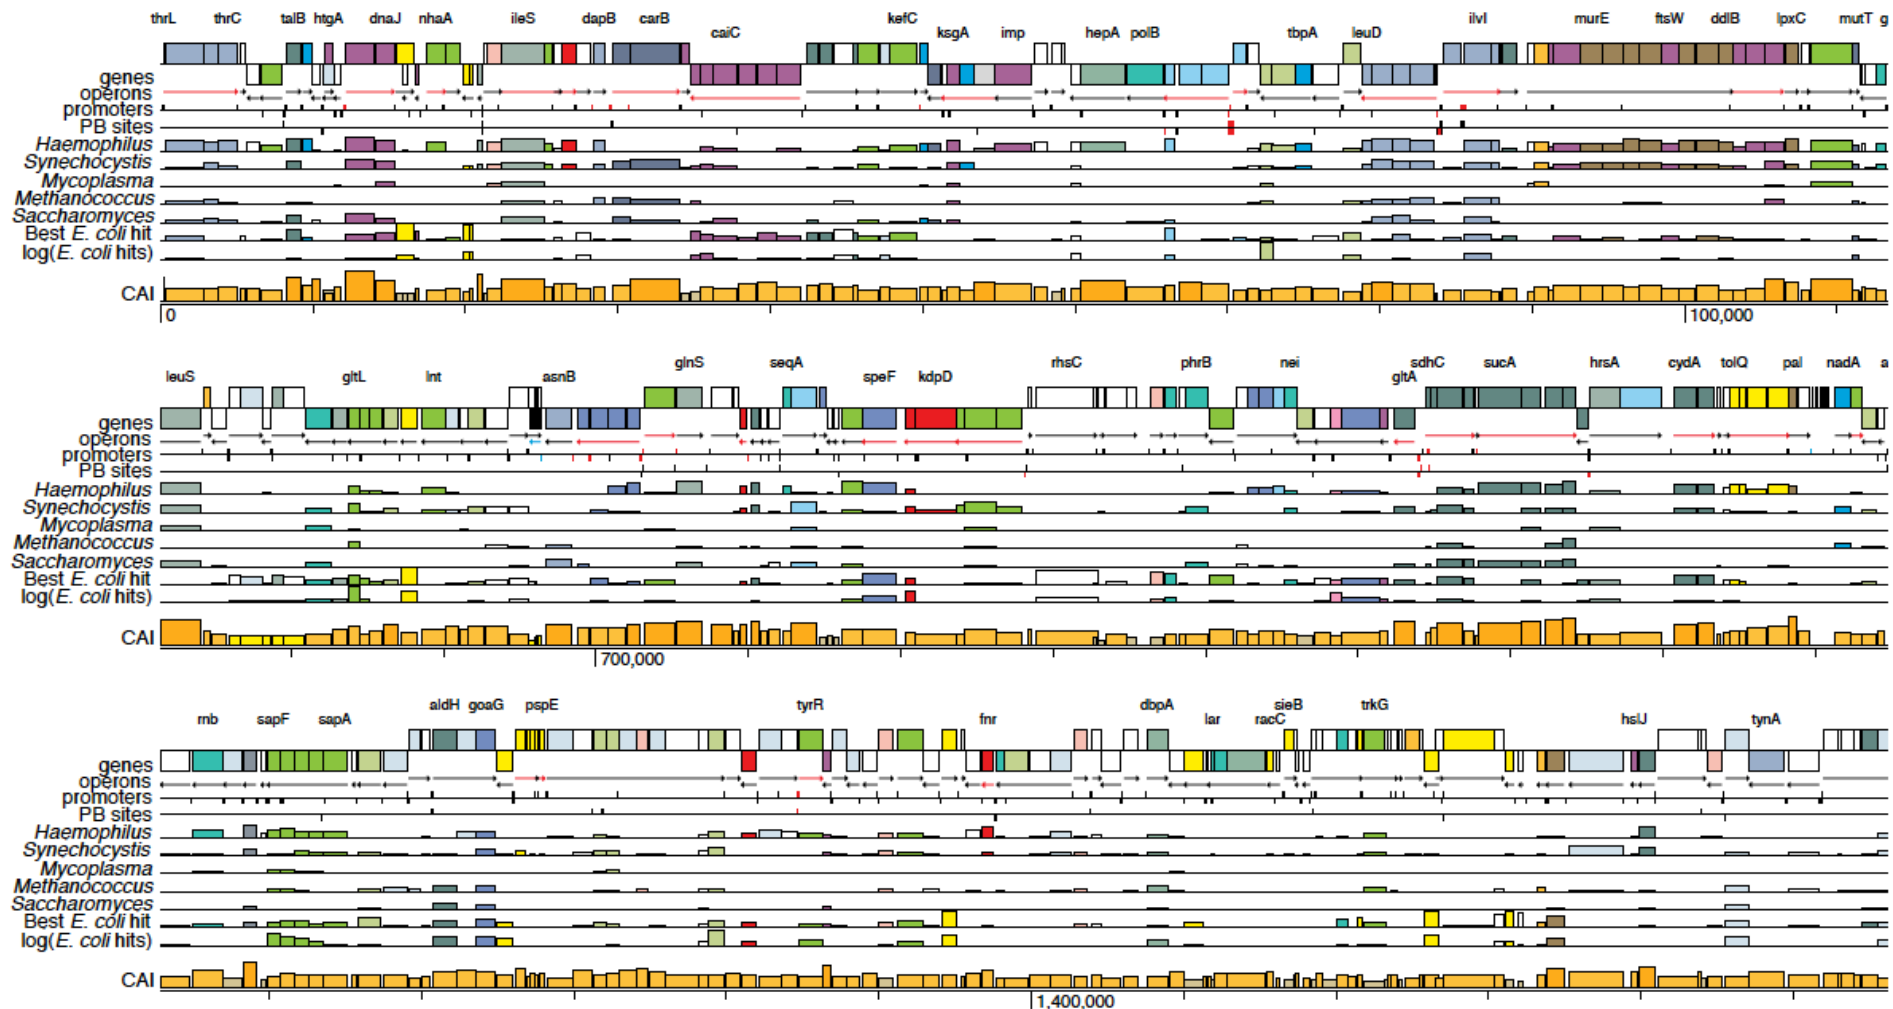 thrL thrC talB htgA dnaJ nhaA ileS dapB carB caiC kefC ksgA imp hepA polB tbpA leuD ilvI murE ftsW ddlB lpxC mutT g
genes
operons
promoters
PB sites
Haemophilus
Synechocystis
Mycoplasma
Methanococcus
Saccharomyces
Best E. coli hit
log(E. coli hits)
CAI
0 100,000
leuS gltL lnt asnB glnS seqA speF kdpD rhsC phrB nei gltA sdhC sucA hrsA cydA tolQ pal nadA a
genes
operons
promoters
PB sites
Haemophilus
Synechocystis
Mycoplasma
Methanococcus
Saccharomyces
Best E. coli hit
log(E. coli hits)
CAI
700,000
rnb sapF sapA aldH goaG pspE tyrR fnr dbpA lar racC sieB trkG hslJ tynA
genes
operons
promoters
PB sites
Haemophilus
Synechocystis
Mycoplasma
Methanococcus
Saccharomyces
Best E. coli hit
log(E. coli hits)
CAI
1,400,000